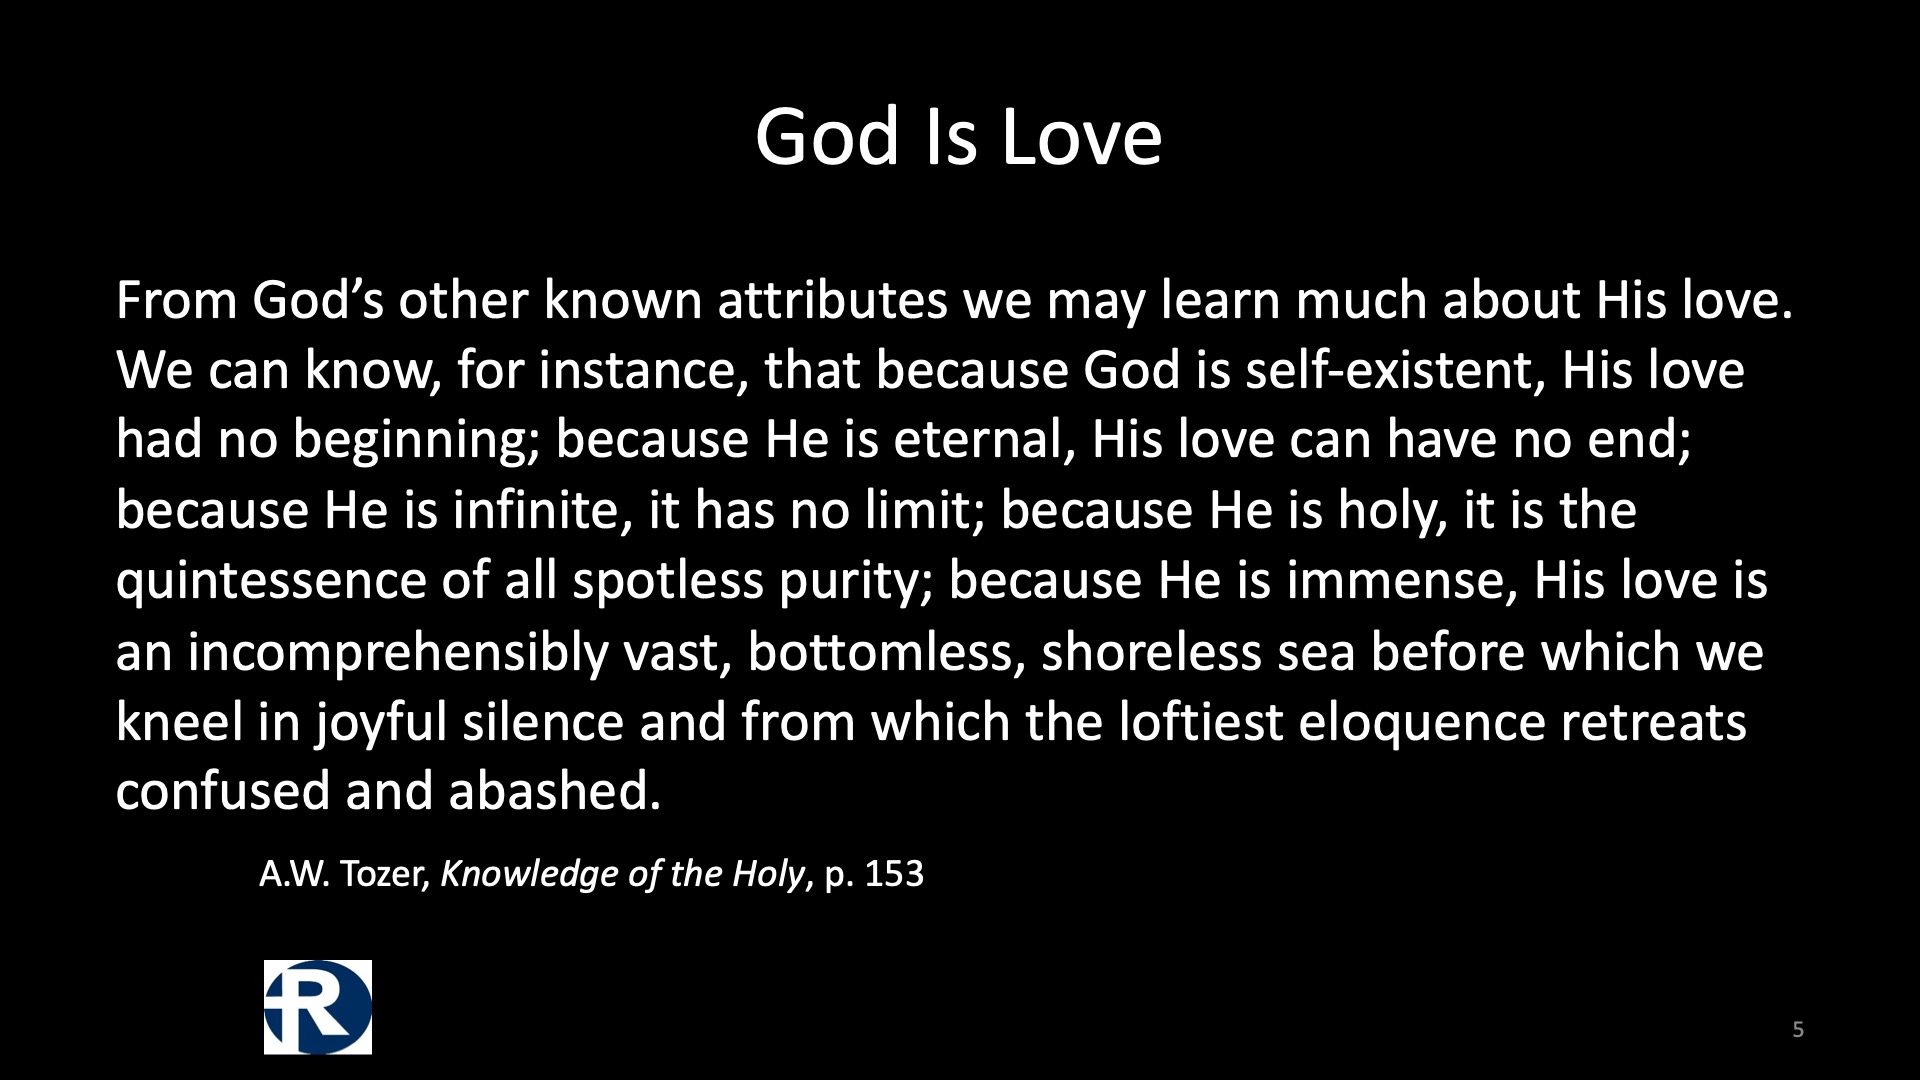 God Is Love
From God’s other known attributes we may learn much about His love.
We can know, for instance, that because God is self-existent, His love
had no beginning; because He is eternal, His love can have no end;
because He is infinite, it has no limit; because He is holy, it is the
quintessence of all spotless purity; because He is immense, His love is
an incomprehensibly vast, bottomless, shoreless sea before which we
kneel in joyful silence and from which the loftiest eloquence retreats
confused and abashed.
A.W. Tozer, Knowledge of the Holy, p. 153
R
5